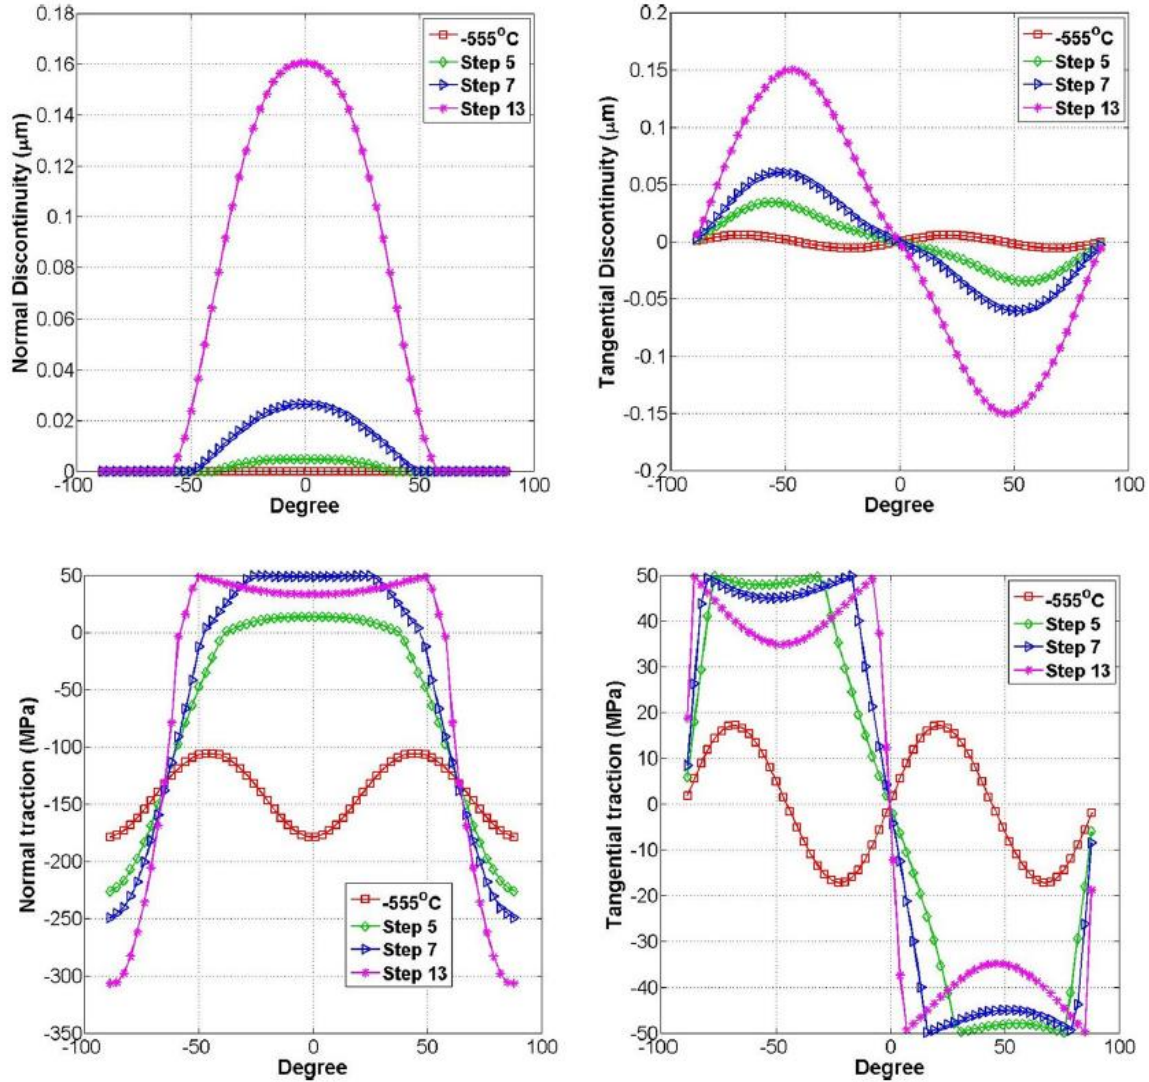 0.18
0.16
0.14
0.12
0.1
0.08
0.06
0.04
0.02
0
-100
-50
0
50
100
Normal Discontinuity (μm)
Degree
-555°C
Step 5
Step 7
Step 13
0.2
0.15
0.1
0.05
0
-0.05
-0.1
-0.15
-0.2
-100
-50
0
50
100
Tangential Discontinuity (μm)
Degree
-555°C
Step 5
Step 7
Step 13
50
0
-50
-100
-150
-200
-250
-300
-350
-100
-50
0
50
100
Normal traction (MPa)
Degree
-555°C
Step 5
Step 7
Step 13
50
40
30
20
10
0
-10
-20
-30
-40
-50
-100
-50
0
50
100
Tangential traction (MPa)
Degree
-555°C
Step 5
Step 7
Step 13